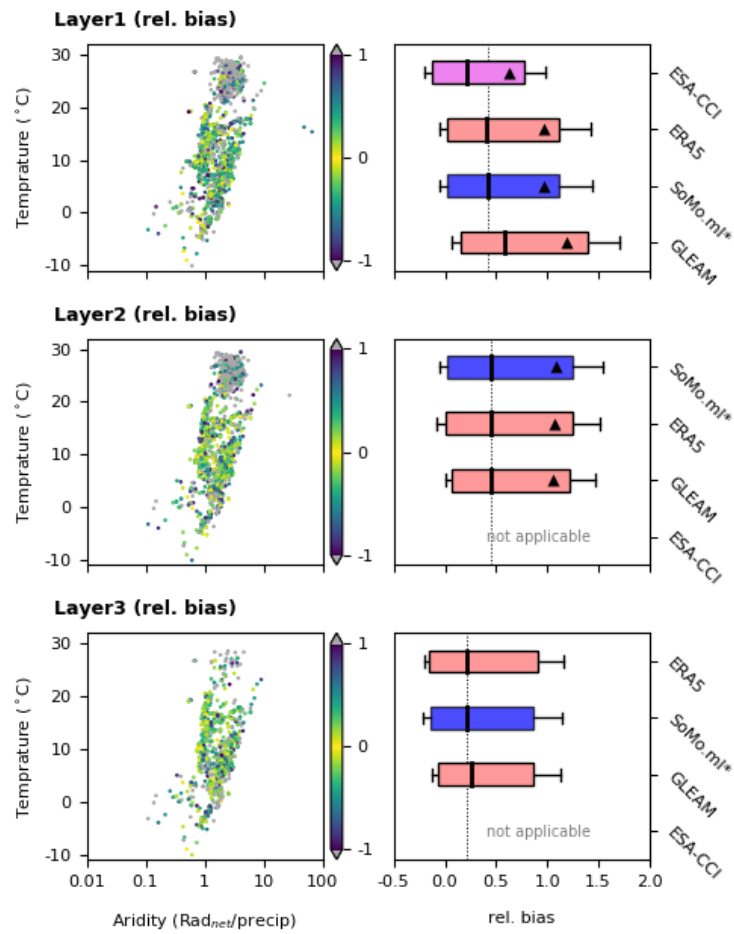 Layer1 (rel. bias)
30
20
10
0
-10
Temprature (°C)
1
0
-1
ESA-CCI
ERA5
SoMo.ml*
GLEAM
Layer2 (rel. bias)
30
20
10
0
-10
Temprature (°C)
1
0
-1
SoMo.ml*
ERA5
GLEAM
not applicable
ESA-CCI
Layer3 (rel. bias)
30
20
10
0
-10
Temprature (°C)
1
0
-1
ERA5
SoMo.ml*
GLEAM
not applicable
ESA-CCI
0.01 0.1 1 10 100
Aridity (Radnet/precip)
-0.5 0.0 0.5 1.0 1.5 2.0
rel. bias